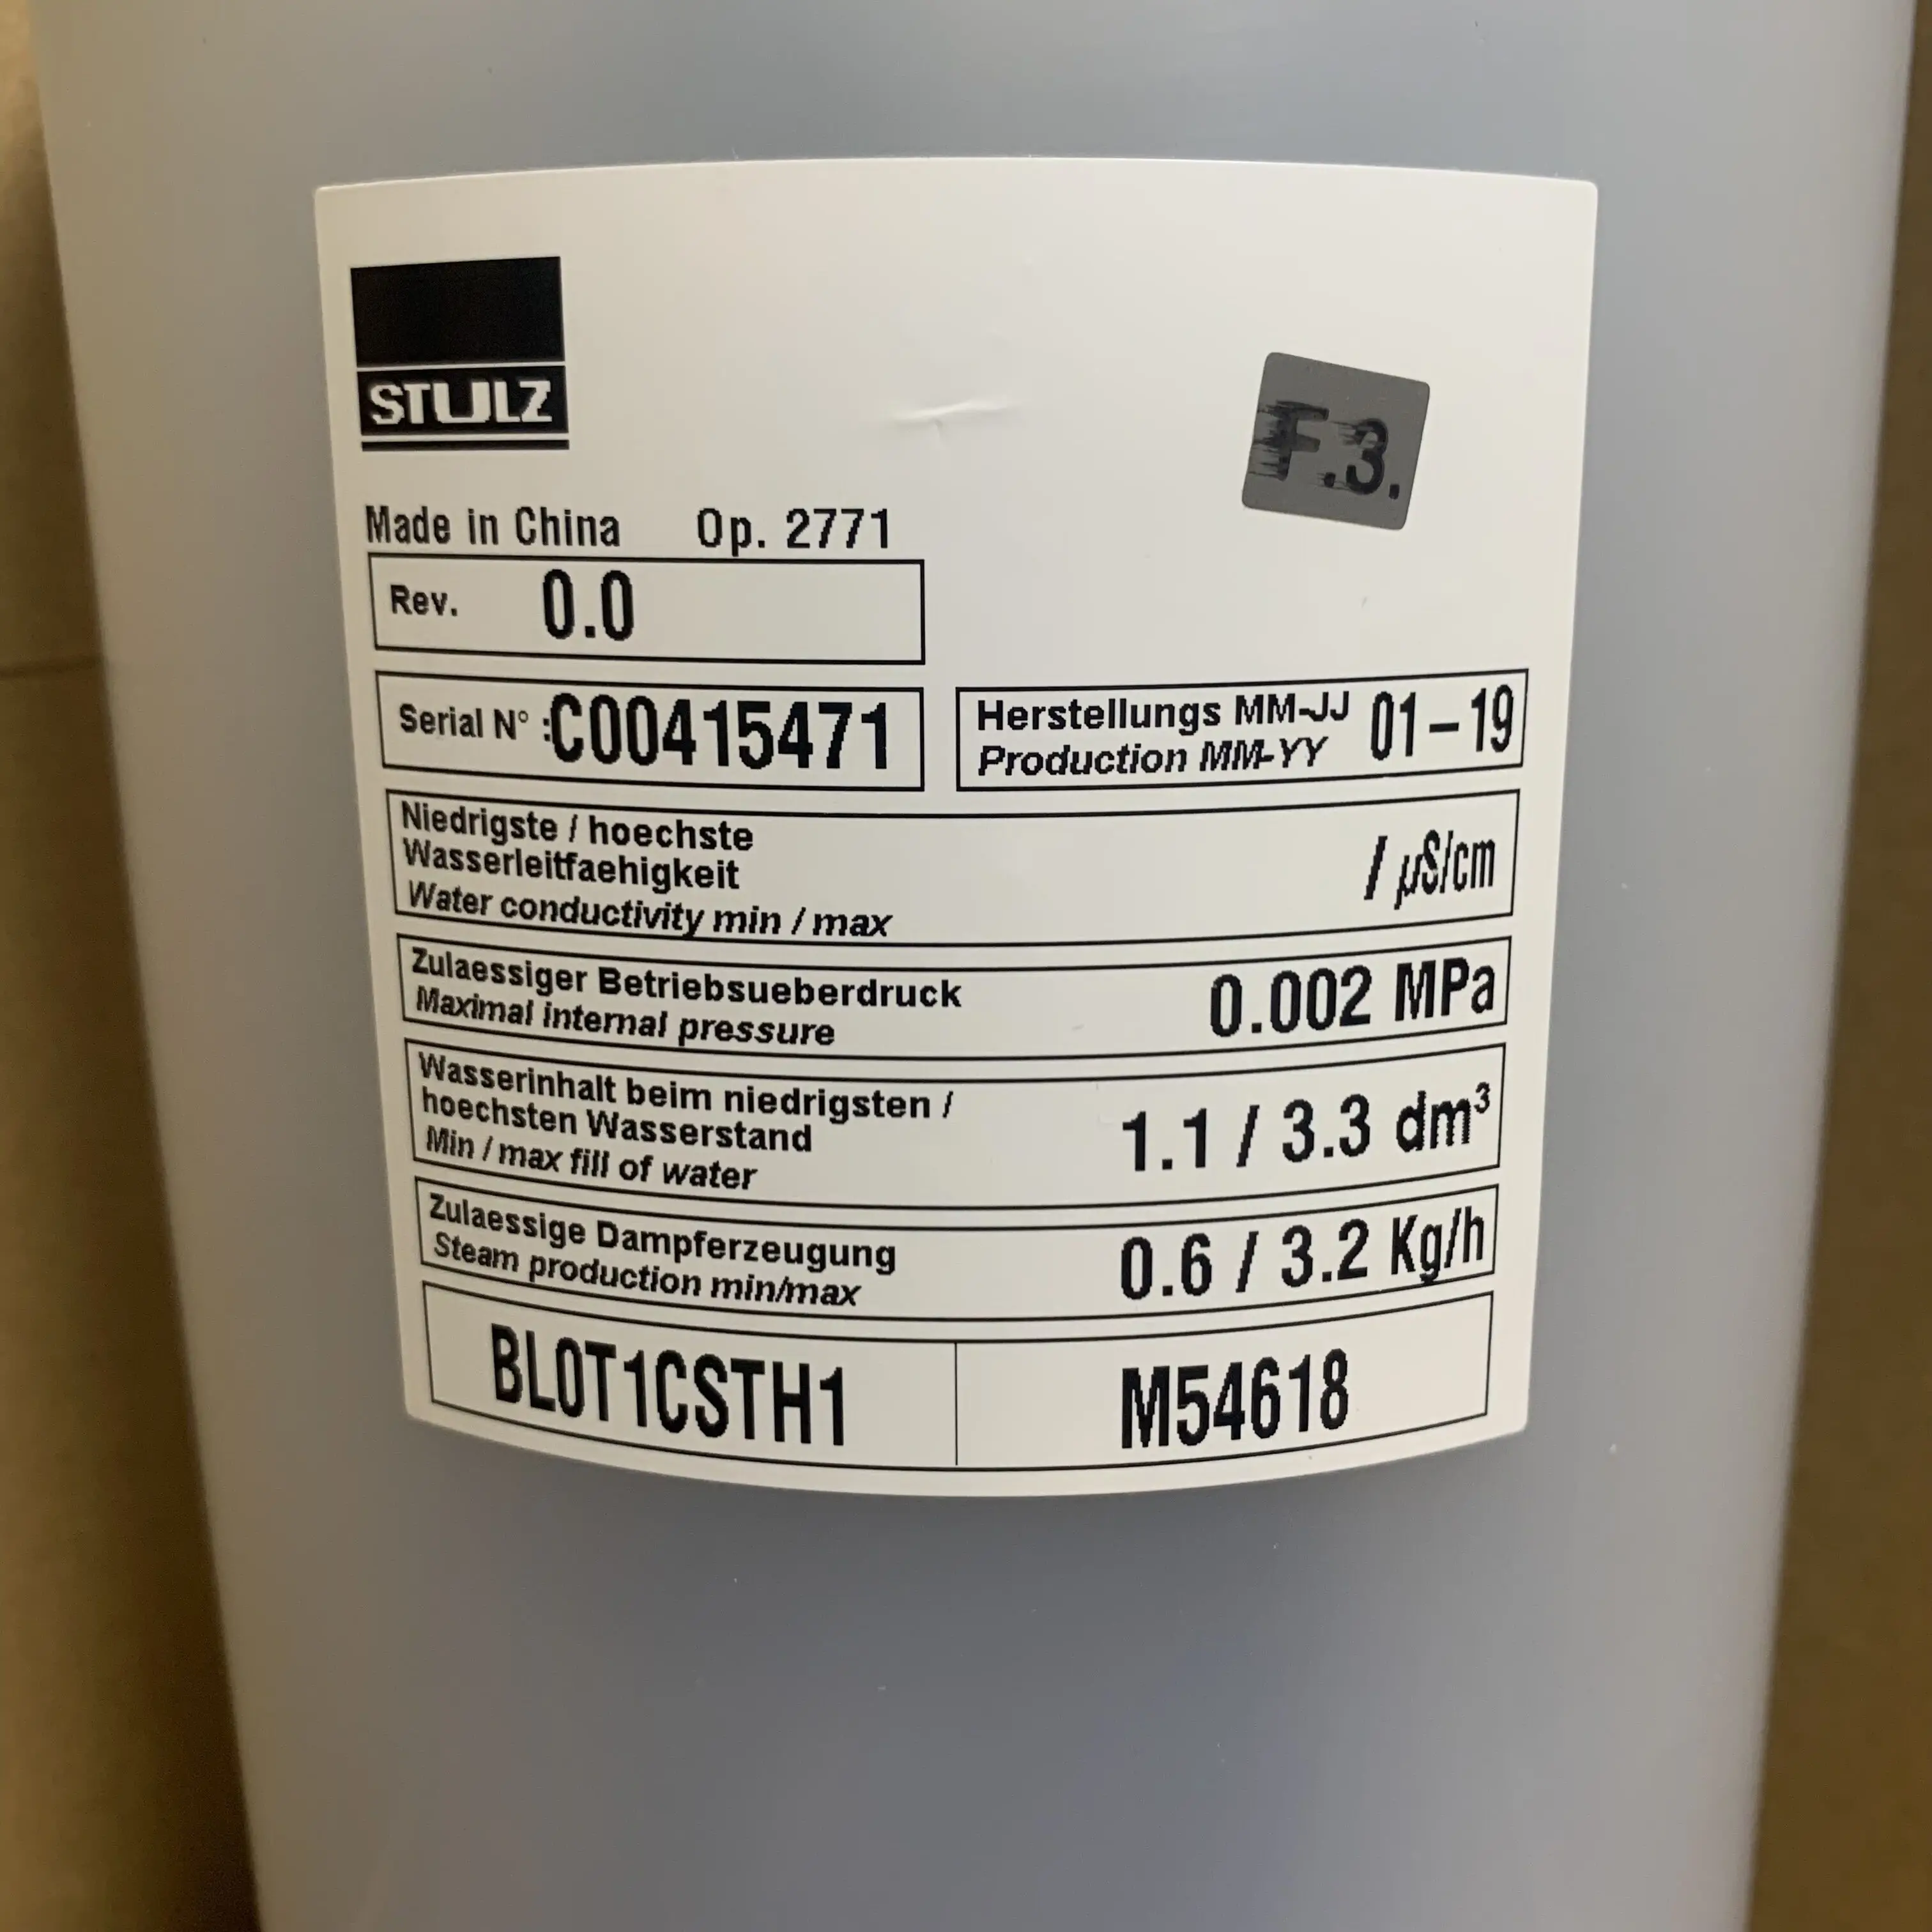 STULZ
F.3.
Made in China Op. 2771
Rev. 0.0
Serial N° :C00415471
Herstellungs MM-JJ 01-19
Production MM-YY
Niedrigste / hoechste
Wasserleitfaehigkeit
/ µS/cm
Water conductivity min / max
Zulaessiger Betriebsueberdruck
0.002 MPa
Maximal internal pressure
Wasserinhalt beim niedrigsten /
hoechsten Wasserstand
1.1 / 3.3 dm³
Min / max fill of water
Zulaessige Dampferzeugung
0.6 / 3.2 Kg/h
Steam production min/max
BL0T1CSTH1
M54618